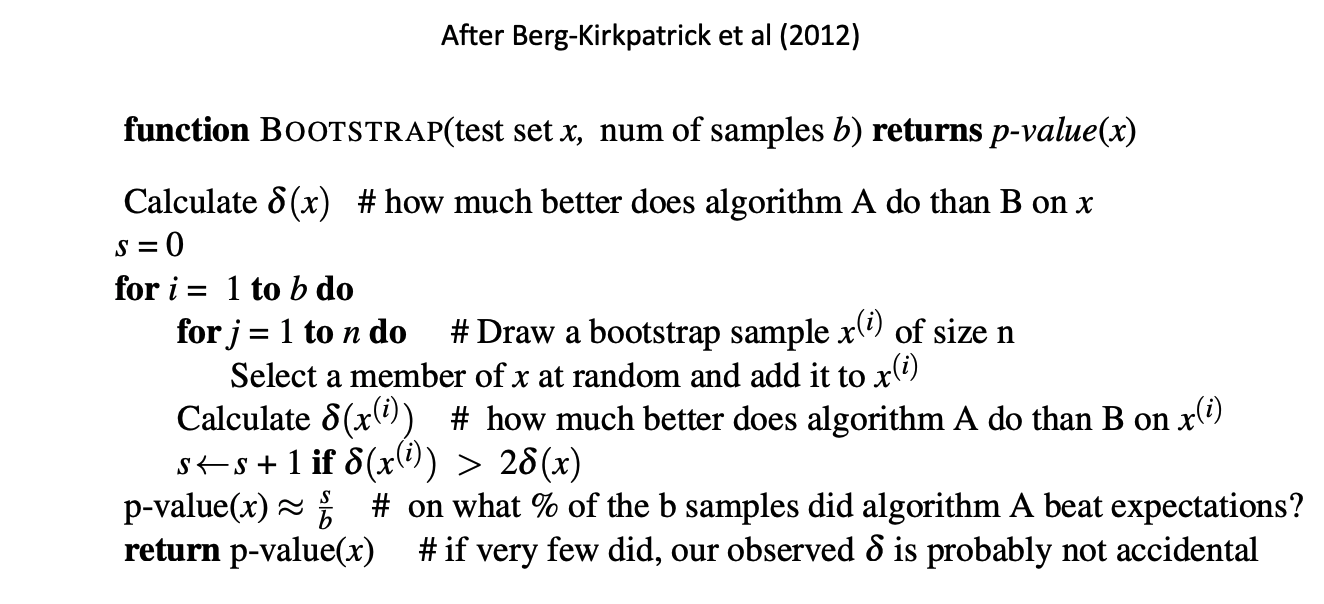 After Berg-Kirkpatrick et al (2012)
function BOOTSTRAP(test set x, num of samples b) returns p-value(x)
Calculate δ(x) # how much better does algorithm A do than B on x
s = 0
for i = 1 to b do
for j = 1 to n do # Draw a bootstrap sample x⁽ⁱ⁾ of size n
Select a member of x at random and add it to x⁽ⁱ⁾
Calculate δ(x⁽ⁱ⁾) # how much better does algorithm A do than B on x⁽ⁱ⁾
s←s + 1 if δ(x⁽ⁱ⁾) > 2δ(x)
p-value(x) ≈ s/b # on what % of the b samples did algorithm A beat expectations?
return p-value(x) # if very few did, our observed δ is probably not accidental